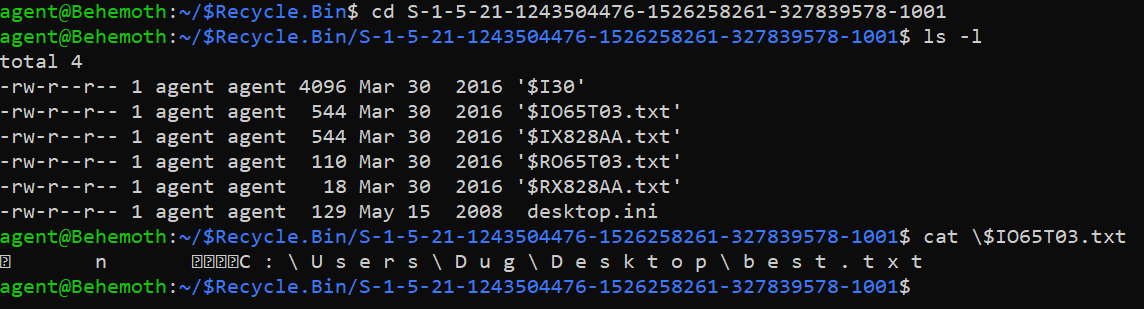 agent@Behemoth:~/$Recycle.Bin$ cd S-1-5-21-1243504476-1526258261-327839578-1001
agent@Behemoth:~/$Recycle.Bin/S-1-5-21-1243504476-1526258261-327839578-1001$ ls -l
total 4
-rw-r--r-- 1 agent agent 4096 Mar 30  2016 '$I30'
-rw-r--r-- 1 agent agent  544 Mar 30  2016 '$IO65T03.txt'
-rw-r--r-- 1 agent agent  544 Mar 30  2016 '$IX828AA.txt'
-rw-r--r-- 1 agent agent  110 Mar 30  2016 '$RO65T03.txt'
-rw-r--r-- 1 agent agent   18 Mar 30  2016 '$RX828AA.txt'
-rw-r--r-- 1 agent agent  129 May 15  2008  desktop.ini
agent@Behemoth:~/$Recycle.Bin/S-1-5-21-1243504476-1526258261-327839578-1001$ cat \$IO65T03.txt
n C : \ U s e r s \ D u g \ D e s k t o p \ b e s t . t x t
agent@Behemoth:~/$Recycle.Bin/S-1-5-21-1243504476-1526258261-327839578-1001$